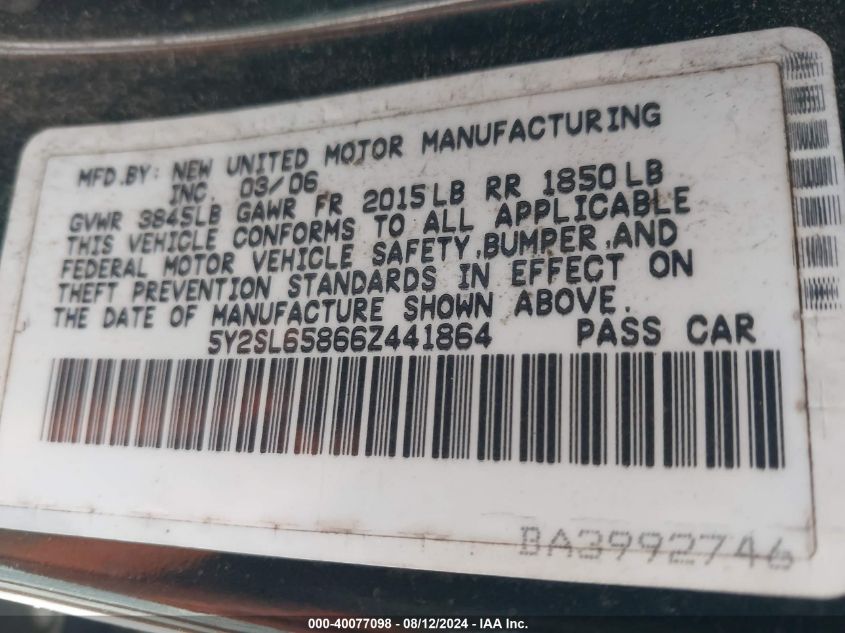 MFD.BY: NEW UNITED MOTOR MANUFACTURING
INC. 03/06
GVWR 3845LB GAWR FR 2015LB RR 1850LB
THIS VEHICLE CONFORMS TO ALL APPLICABLE
FEDERAL MOTOR VEHICLE SAFETY,BUMPER,AND
THEFT PREVENTION STANDARDS IN EFFECT ON
THE DATE OF MANUFACTURE SHOWN ABOVE.
5Y2SL65866Z441864 PASS CAR
BA3992746
000-40077098 - 08/12/2024 - IAA Inc.